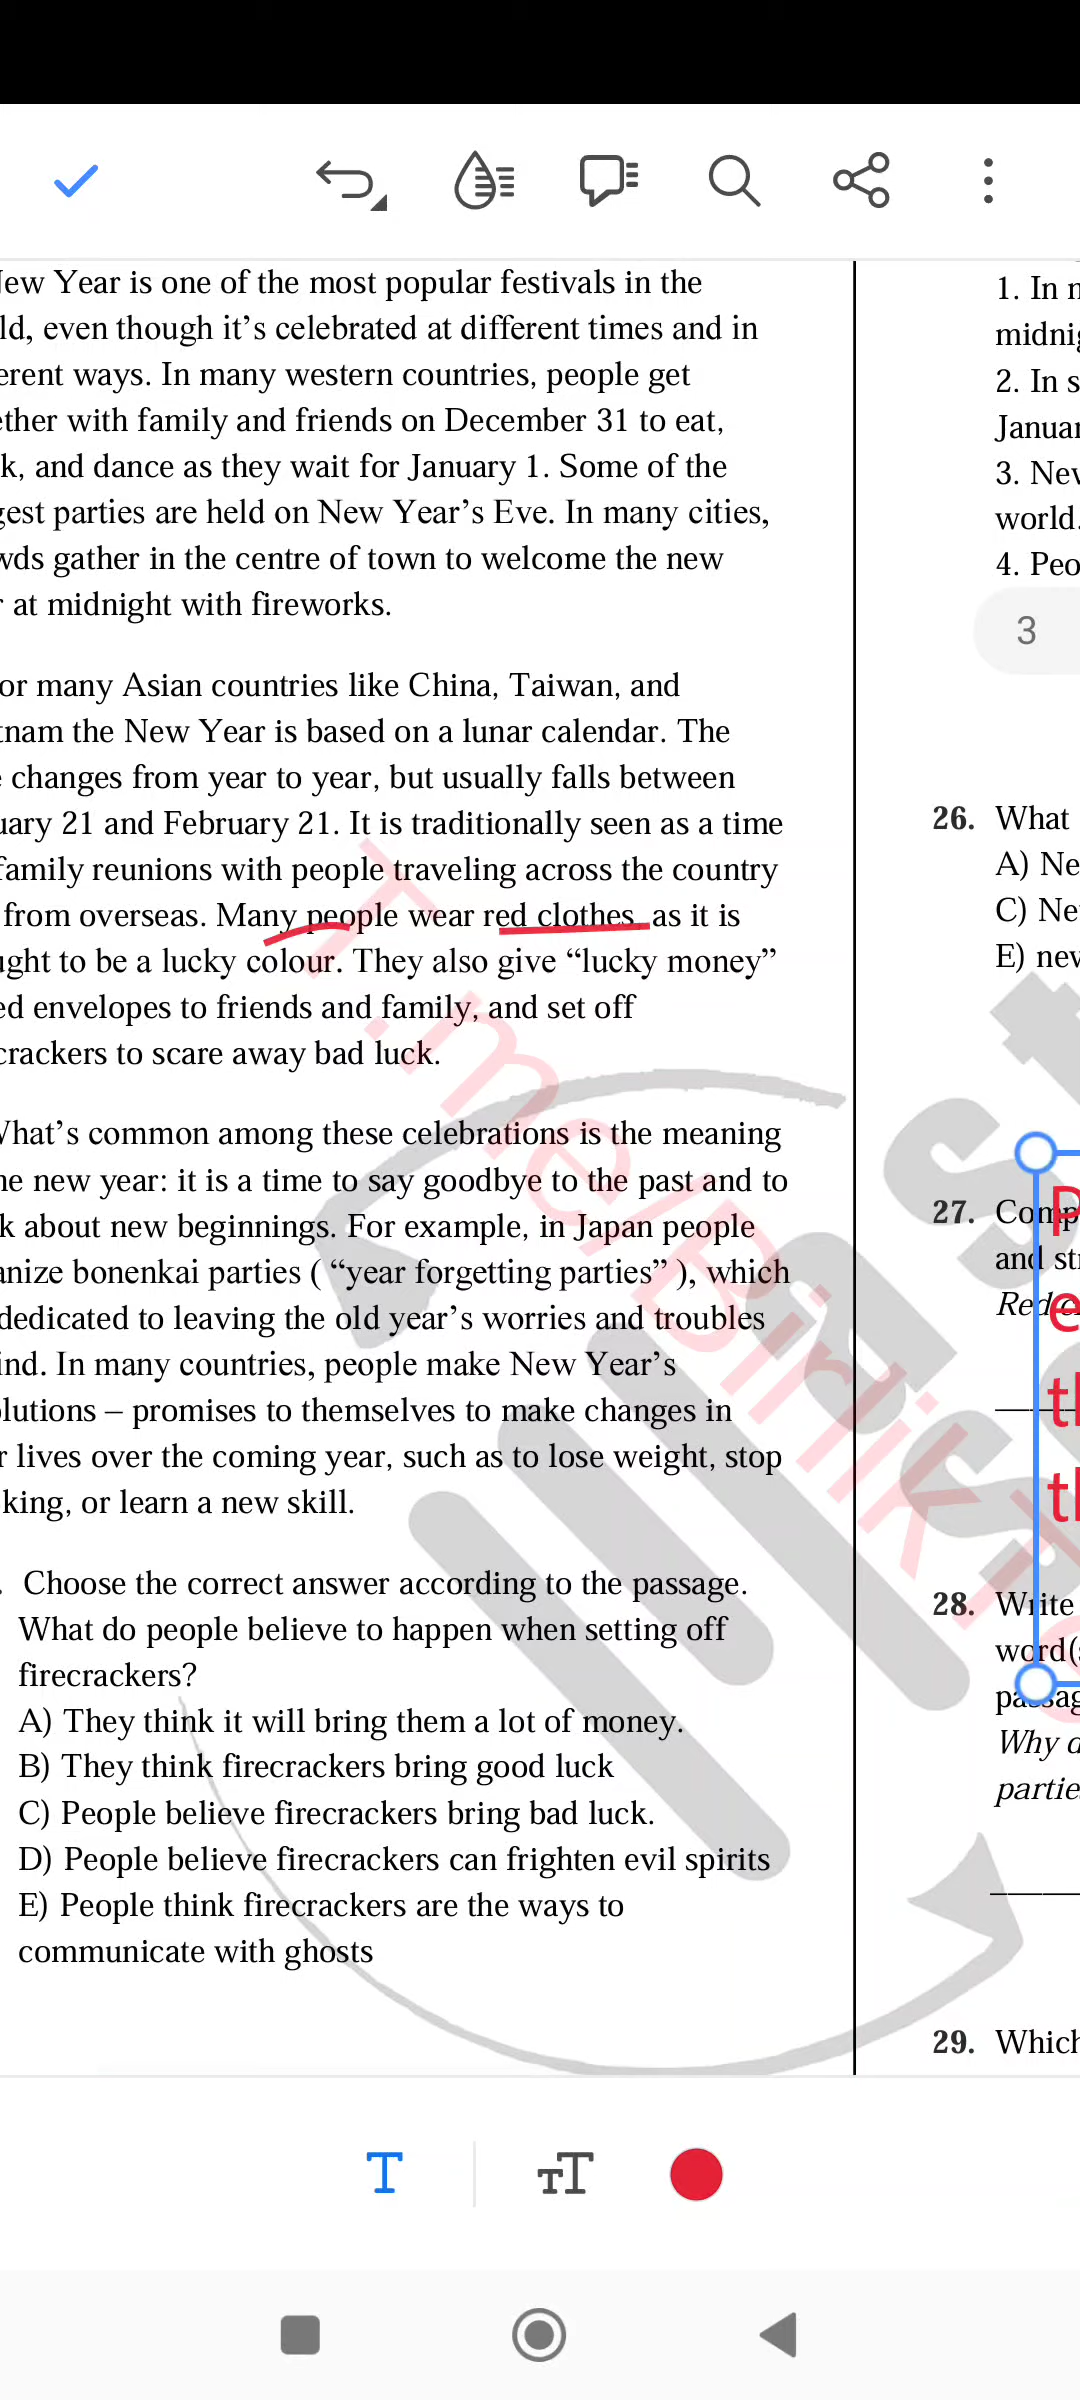 New Year is one of the most popular festivals in the
ld, even though it’s celebrated at different times and in
erent ways. In many western countries, people get
ether with family and friends on December 31 to eat,
k, and dance as they wait for January 1. Some of the
gest parties are held on New Year’s Eve. In many cities,
wds gather in the centre of town to welcome the new
r at midnight with fireworks.
or many Asian countries like China, Taiwan, and
tnam the New Year is based on a lunar calendar. The
e changes from year to year, but usually falls between
uary 21 and February 21. It is traditionally seen as a time
family reunions with people traveling across the country
from overseas. Many people wear red clothes, as it is
ught to be a lucky colour. They also give “lucky money”
ed envelopes to friends and family, and set off
crackers to scare away bad luck.
What’s common among these celebrations is the meaning
he new year: it is a time to say goodbye to the past and to
k about new beginnings. For example, in Japan people
anize bonenkai parties ( “year forgetting parties” ), which
dedicated to leaving the old year’s worries and troubles
ind. In many countries, people make New Year’s
olutions – promises to themselves to make changes in
r lives over the coming year, such as to lose weight, stop
king, or learn a new skill.
. Choose the correct answer according to the passage.
What do people believe to happen when setting off
firecrackers?
A) They think it will bring them a lot of money.
B) They think firecrackers bring good luck
C) People believe firecrackers bring bad luck.
D) People believe firecrackers can frighten evil spirits
E) People think firecrackers are the ways to
communicate with ghosts
1. In
midnig
2. In s
Januar
3. New
world.
4. Peo
3
26. What
A) Ne
C) Ne
E) new
27. Comp
and st
Red
P
e
th
th
28. Write
word(s
passag
Why d
partie
29. Which
T.me/Birlik
T
TT